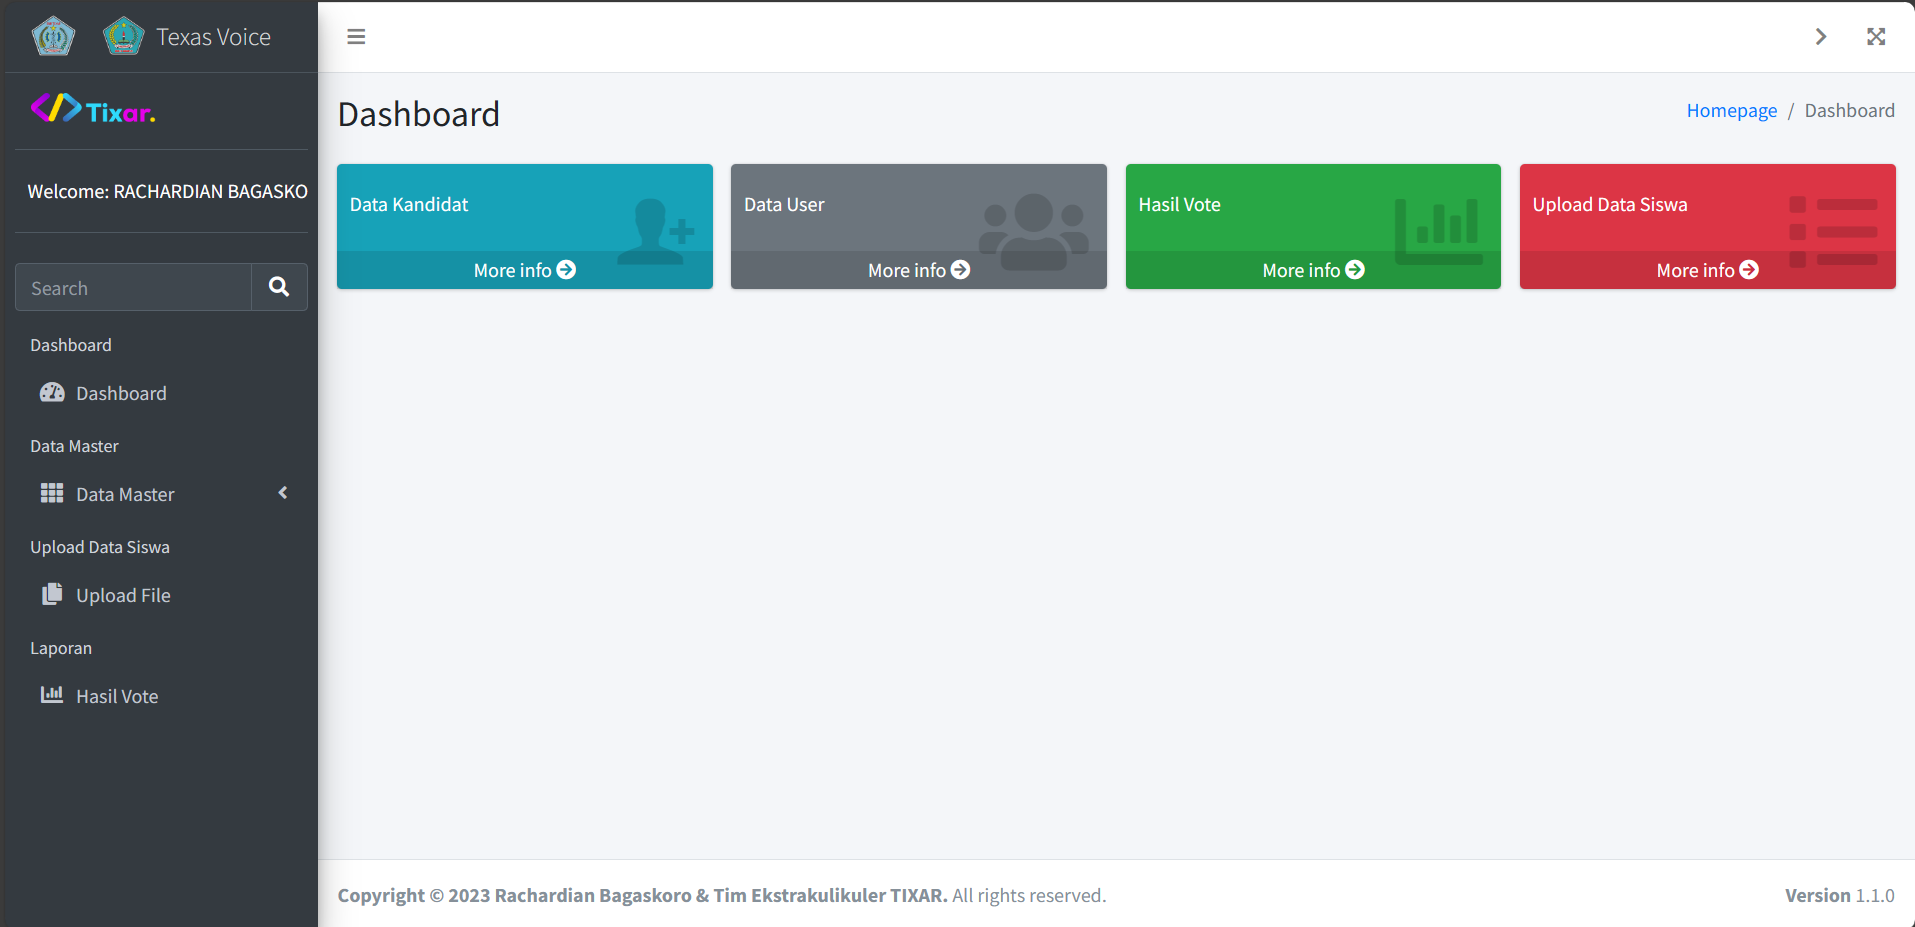 Texas Voice
Tixar.
Welcome: RACHARDIAN BAGASKO
Search
Dashboard
Dashboard
Data Master
Data Master
Upload Data Siswa
Upload File
Laporan
Hasil Vote
Dashboard
Homepage / Dashboard
Data Kandidat
More info
Data User
More info
Hasil Vote
More info
Upload Data Siswa
More info
Copyright © 2023 Rachardian Bagaskoro & Tim Ekstrakulikuler TIXAR. All rights reserved.
Version 1.1.0